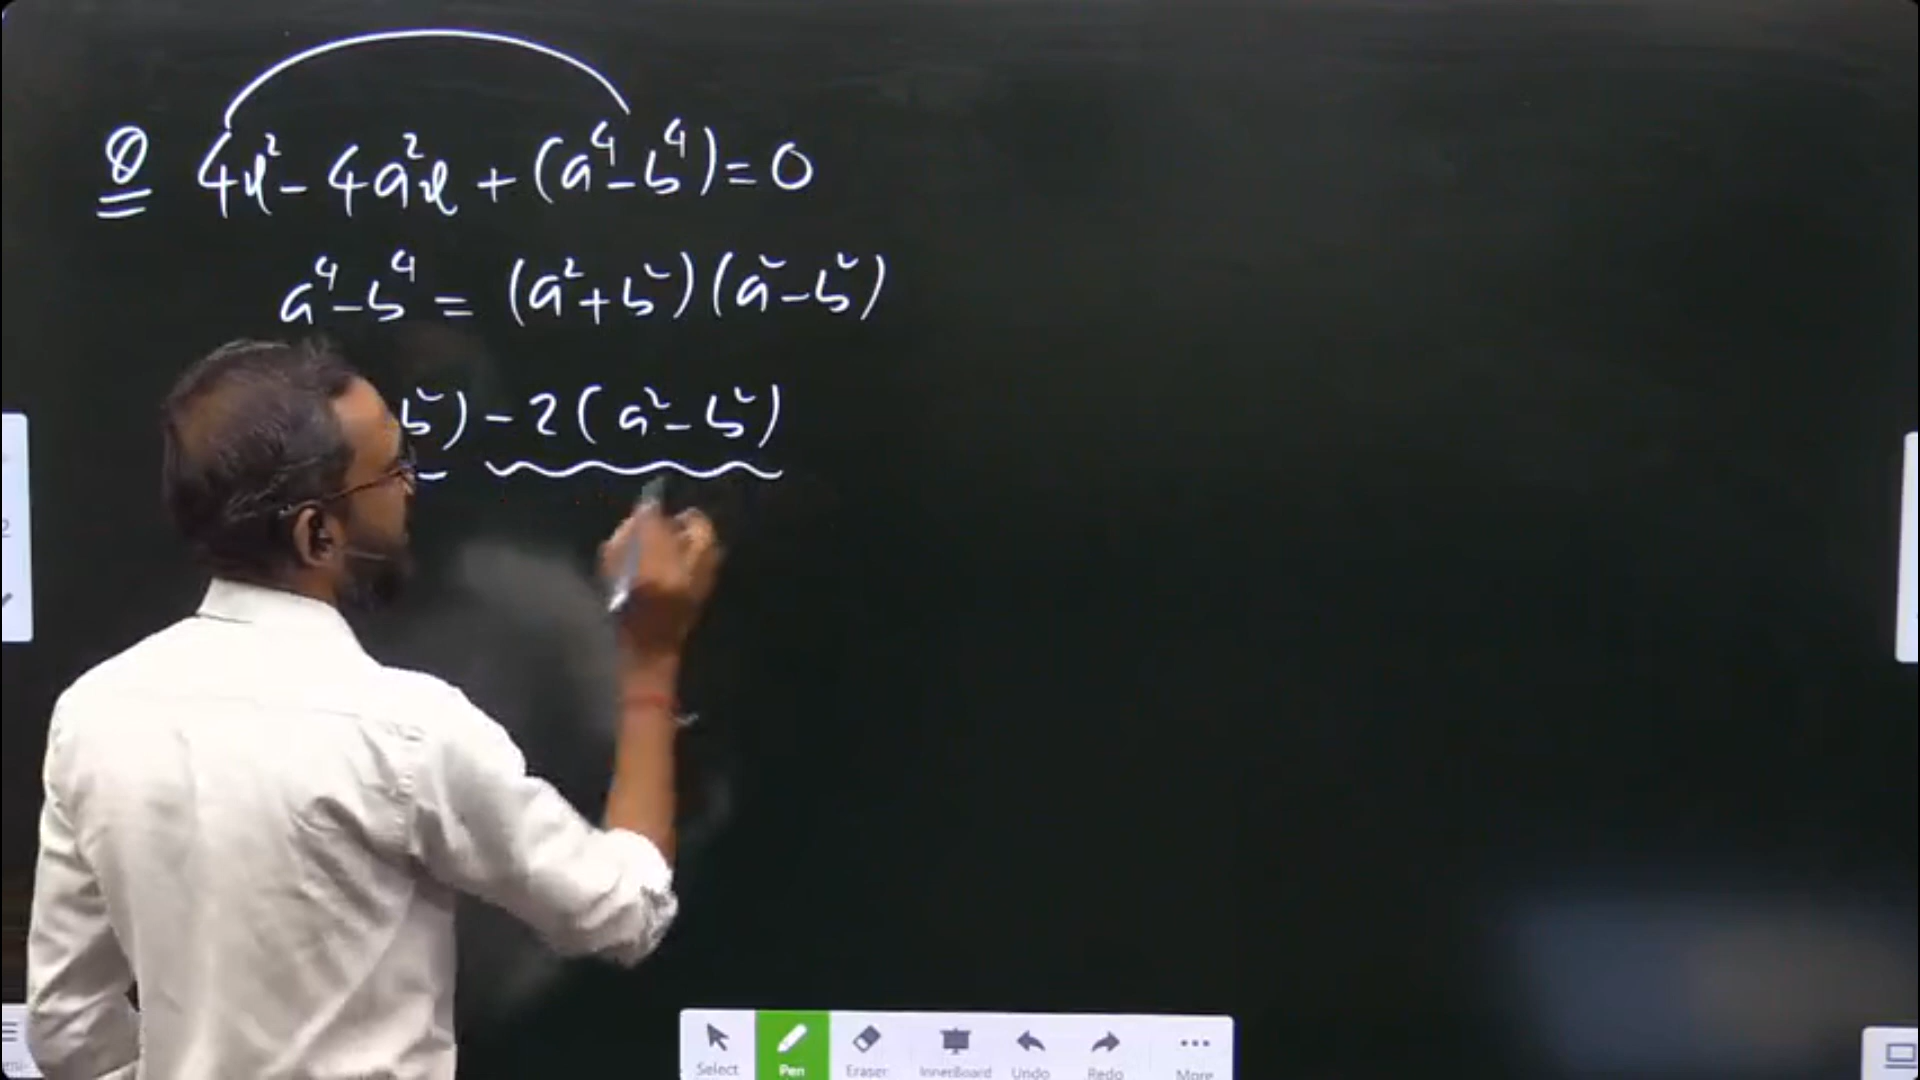 Q 4x² - 4a²x + (a⁴ - b⁴) = 0
a⁴ - b⁴ = (a² + b²) (a² - b²)
b²) - 2 (a² - b²)
Select Pen Eraser InnerBoard Undo Redo More